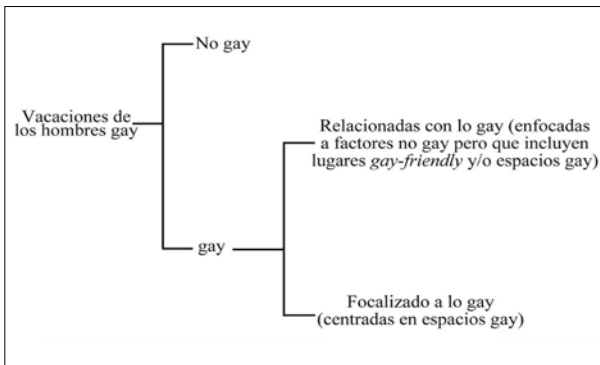 No gay
Vacaciones de
los hombres gay
Relacionadas con lo gay (enfocadas
a factores no gay pero que incluyen
lugares gay-friendly y/o espacios gay)
gay
Focalizado a lo gay
(centradas en espacios gay)